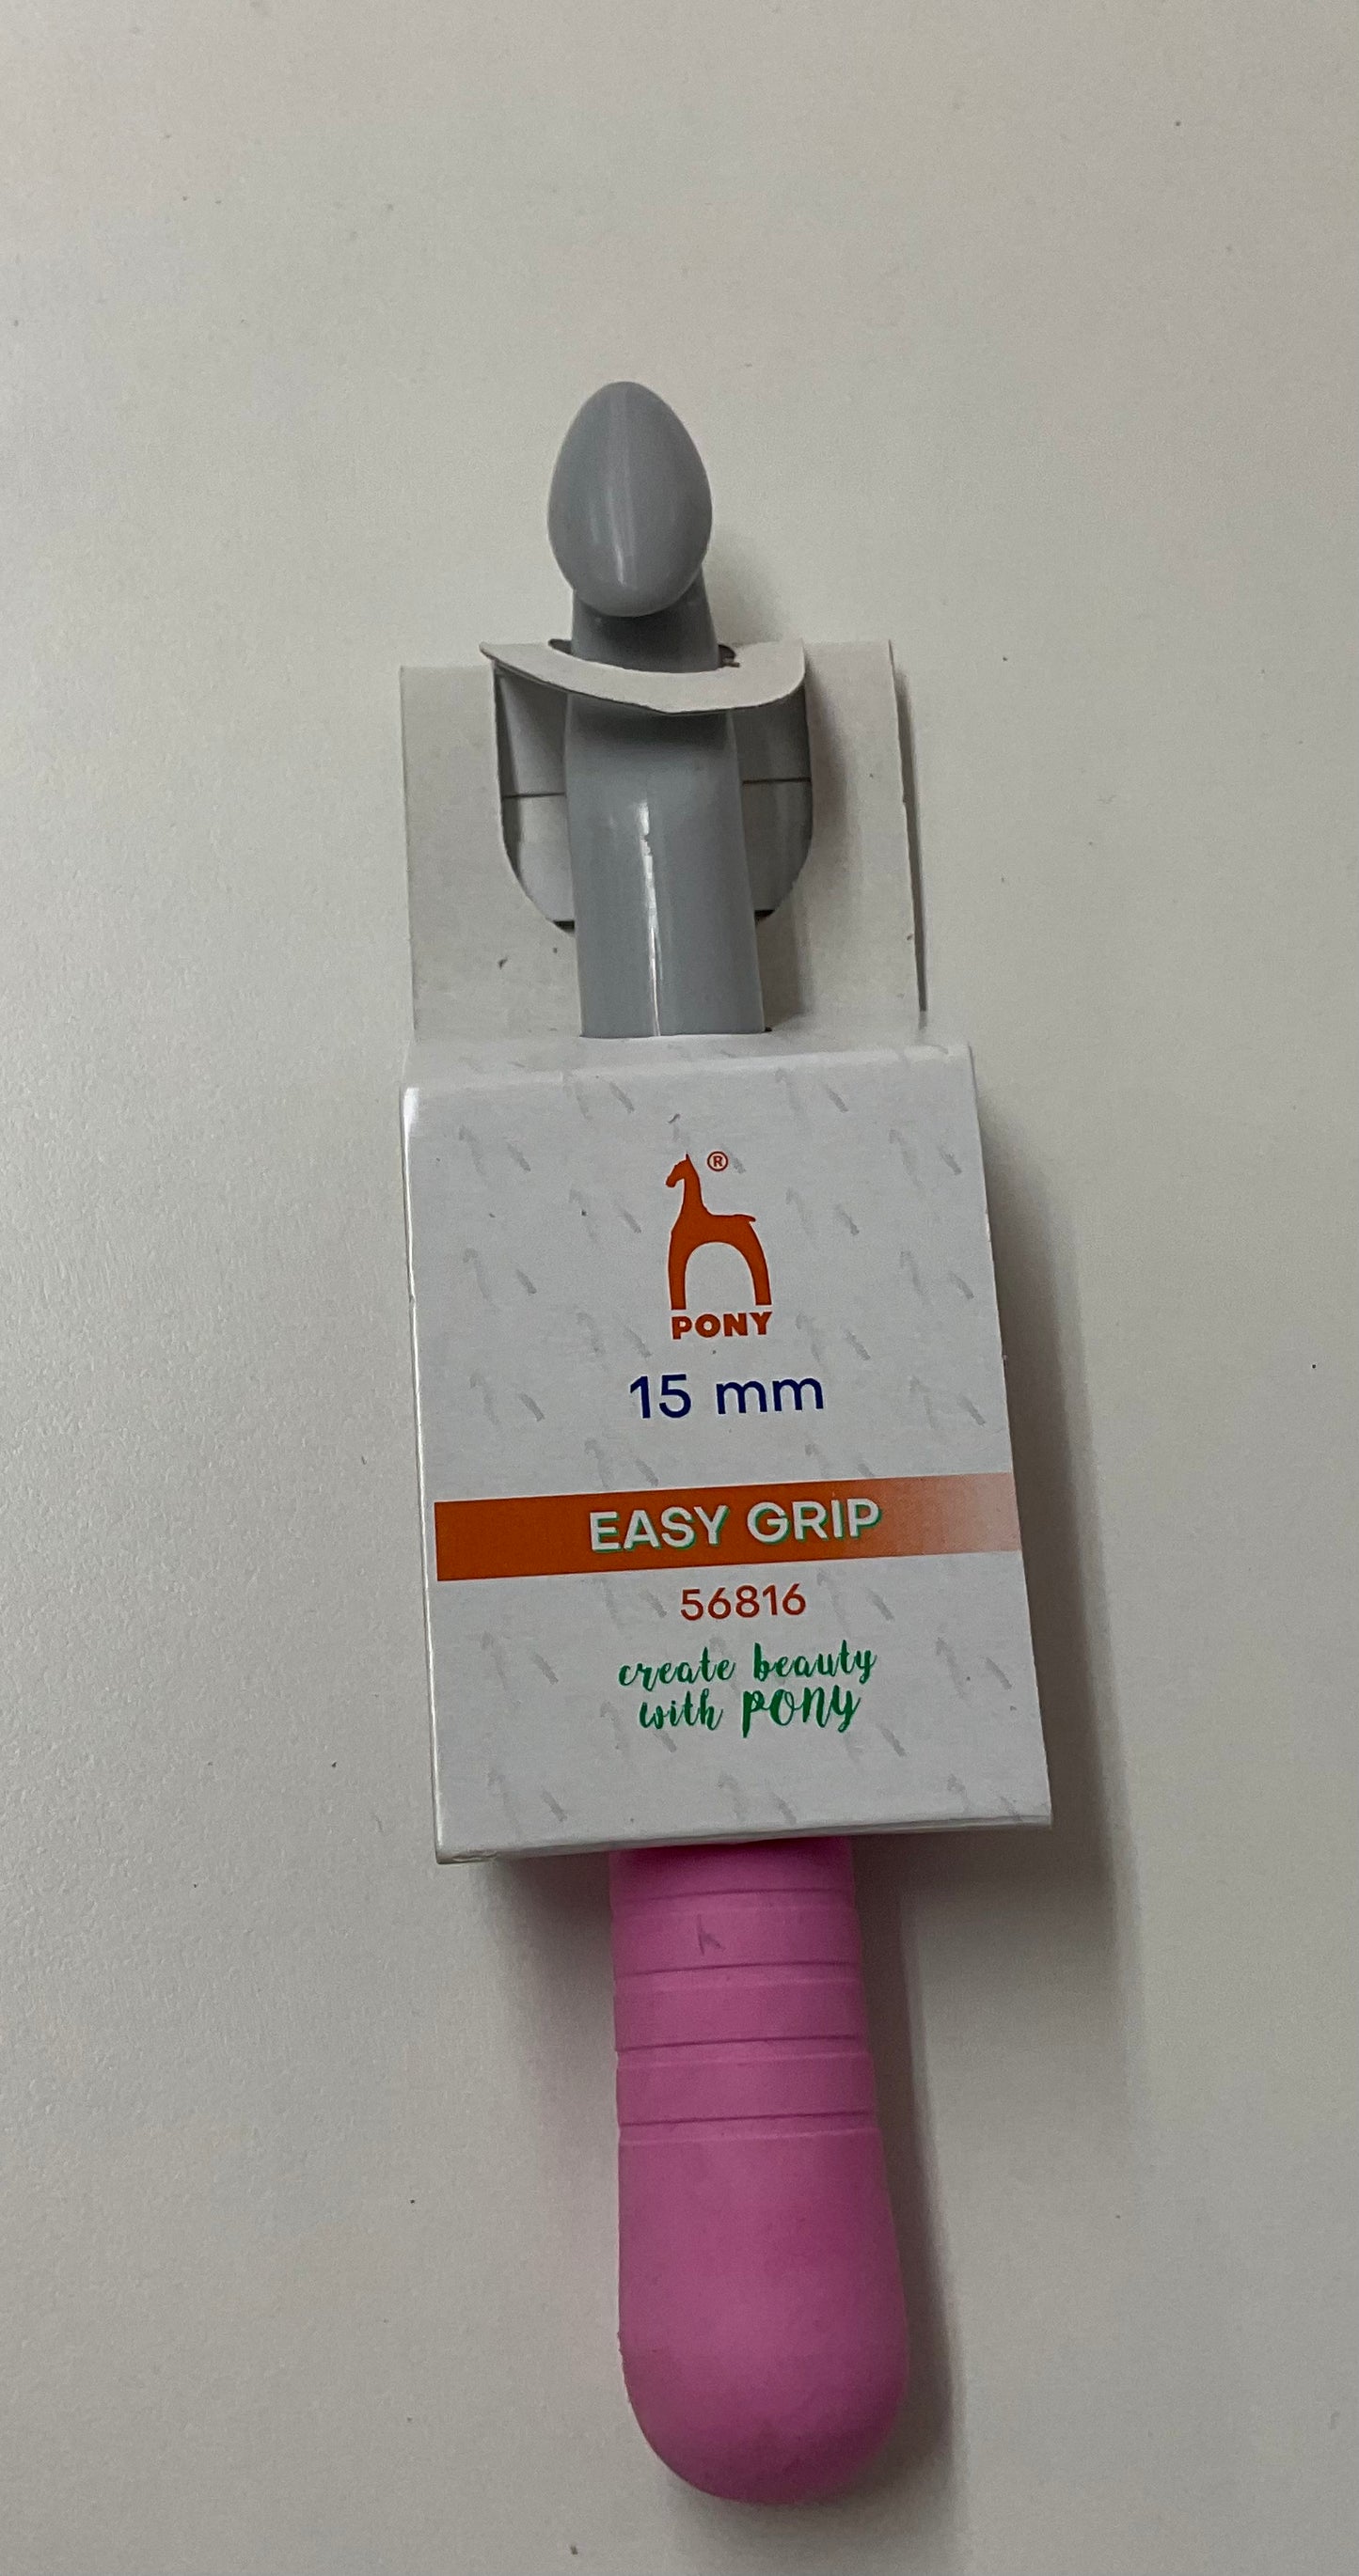 ®
PONY
15 mm
EASY GRIP
56816
create beauty
with PONY